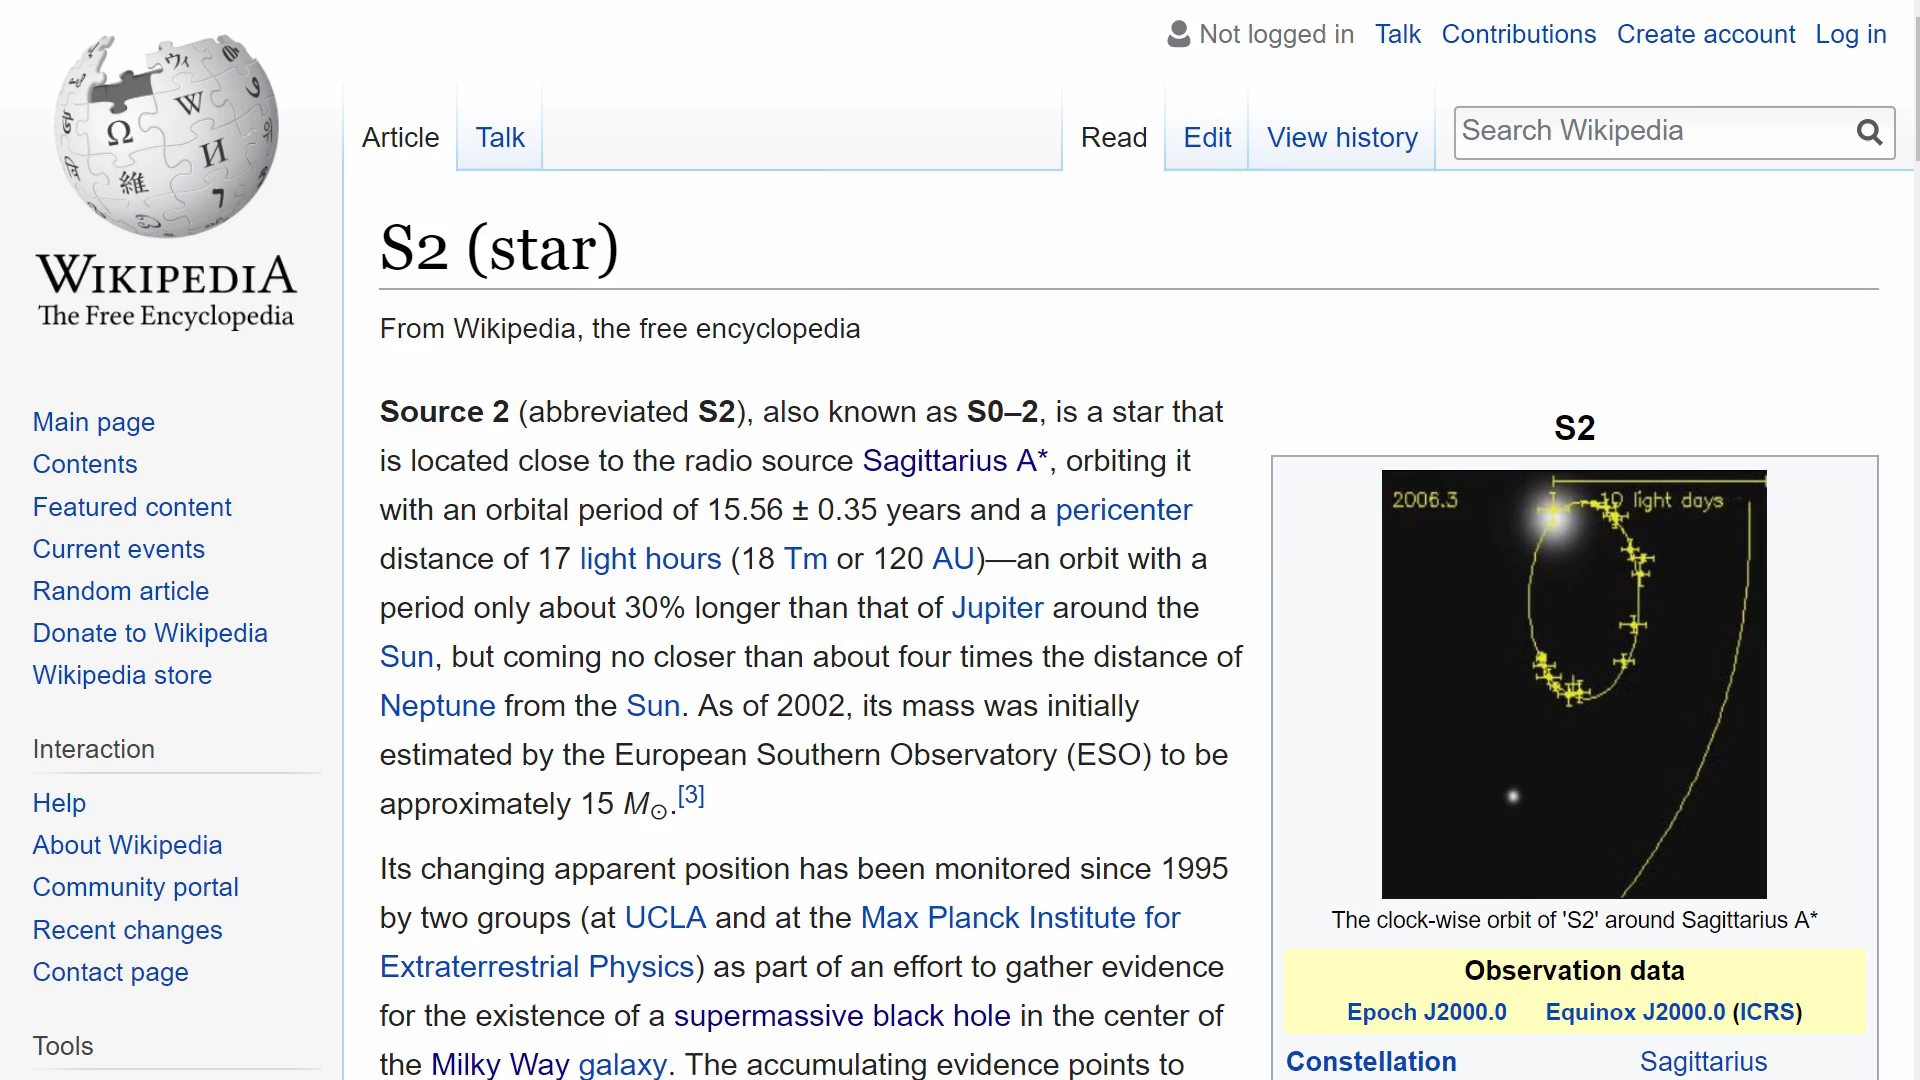 Not logged in Talk Contributions Create account Log in
Article Talk Read Edit View history Search Wikipedia
WIKIPEDIA
The Free Encyclopedia
Main page
Contents
Featured content
Current events
Random article
Donate to Wikipedia
Wikipedia store
Interaction
Help
About Wikipedia
Community portal
Recent changes
Contact page
Tools
S2 (star)
From Wikipedia, the free encyclopedia
Source 2 (abbreviated S2), also known as S0–2, is a star that
is located close to the radio source Sagittarius A*, orbiting it
with an orbital period of 15.56 ± 0.35 years and a pericenter
distance of 17 light hours (18 Tm or 120 AU)—an orbit with a
period only about 30% longer than that of Jupiter around the
Sun, but coming no closer than about four times the distance of
Neptune from the Sun. As of 2002, its mass was initially
estimated by the European Southern Observatory (ESO) to be
approximately 15 M☉.[3]
Its changing apparent position has been monitored since 1995
by two groups (at UCLA and at the Max Planck Institute for
Extraterrestrial Physics) as part of an effort to gather evidence
for the existence of a supermassive black hole in the center of
the Milky Way galaxy. The accumulating evidence points to
S2
2006.3 10 light days
The clock-wise orbit of 'S2' around Sagittarius A*
Observation data
Epoch J2000.0 Equinox J2000.0 (ICRS)
Constellation Sagittarius